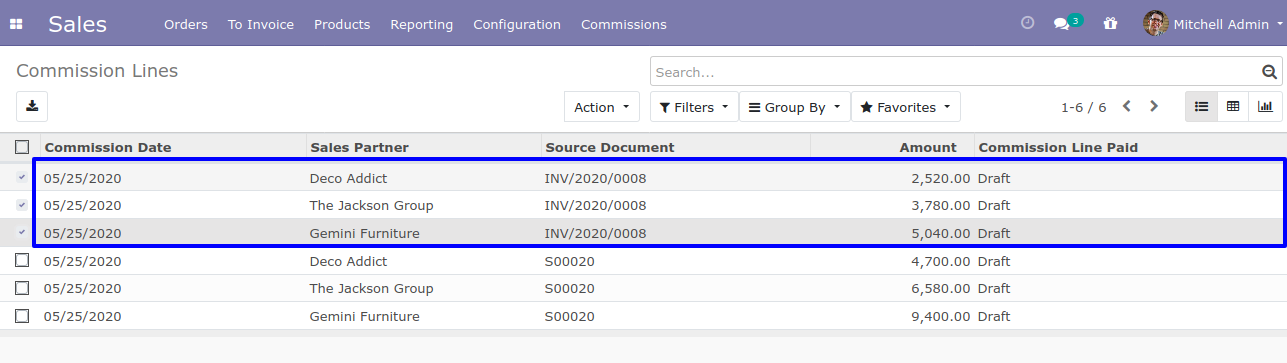 Sales Orders To Invoice Products Reporting Configuration Commissions 3 Mitchell Admin
Commission Lines Search...
Action Filters Group By Favorites 1-6 / 6
Commission Date Sales Partner Source Document Amount Commission Line Paid
05/25/2020 Deco Addict INV/2020/0008 2,520.00 Draft
05/25/2020 The Jackson Group INV/2020/0008 3,780.00 Draft
05/25/2020 Gemini Furniture INV/2020/0008 5,040.00 Draft
05/25/2020 Deco Addict S00020 4,700.00 Draft
05/25/2020 The Jackson Group S00020 6,580.00 Draft
05/25/2020 Gemini Furniture S00020 9,400.00 Draft